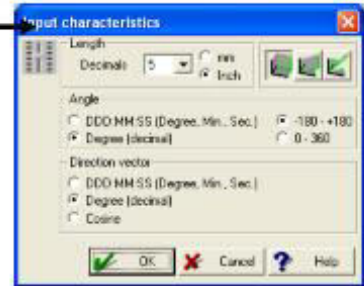 Input characteristics
Length
Decimals 5 mm
Inch
Angle
DDD:MM:SS (Degree, Min., Sec.) -180 - +180
Degree (decimal) 0 - 360
Direction vector
DDD:MM:SS (Degree, Min., Sec.)
Degree (decimal)
Cosine
OK Cancel Help